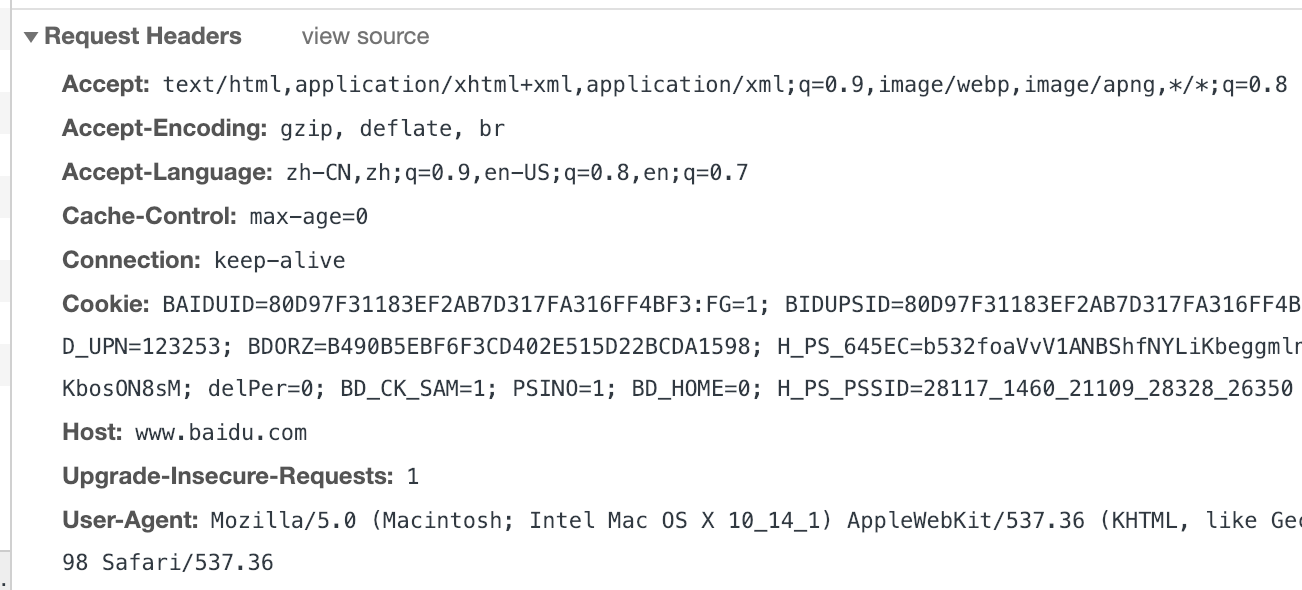 Request Headers view source
Accept: text/html,application/xhtml+xml,application/xml;q=0.9,image/webp,image/apng,*/*;q=0.8
Accept-Encoding: gzip, deflate, br
Accept-Language: zh-CN,zh;q=0.9,en-US;q=0.8,en;q=0.7
Cache-Control: max-age=0
Connection: keep-alive
Cookie: BAIDUID=80D97F31183EF2AB7D317FA316FF4BF3:FG=1; BIDUPSID=80D97F31183EF2AB7D317FA316FF4B
D_UPN=123253; BDORZ=B490B5EBF6F3CD402E515D22BCDA1598; H_PS_645EC=b532foaVvV1ANBShfNYLiKbeggml
KbosON8sM; delPer=0; BD_CK_SAM=1; PSINO=1; BD_HOME=0; H_PS_PSSID=28117_1460_21109_28328_26350
Host: www.baidu.com
Upgrade-Insecure-Requests: 1
User-Agent: Mozilla/5.0 (Macintosh; Intel Mac OS X 10_14_1) AppleWebKit/537.36 (KHTML, like Gec
98 Safari/537.36